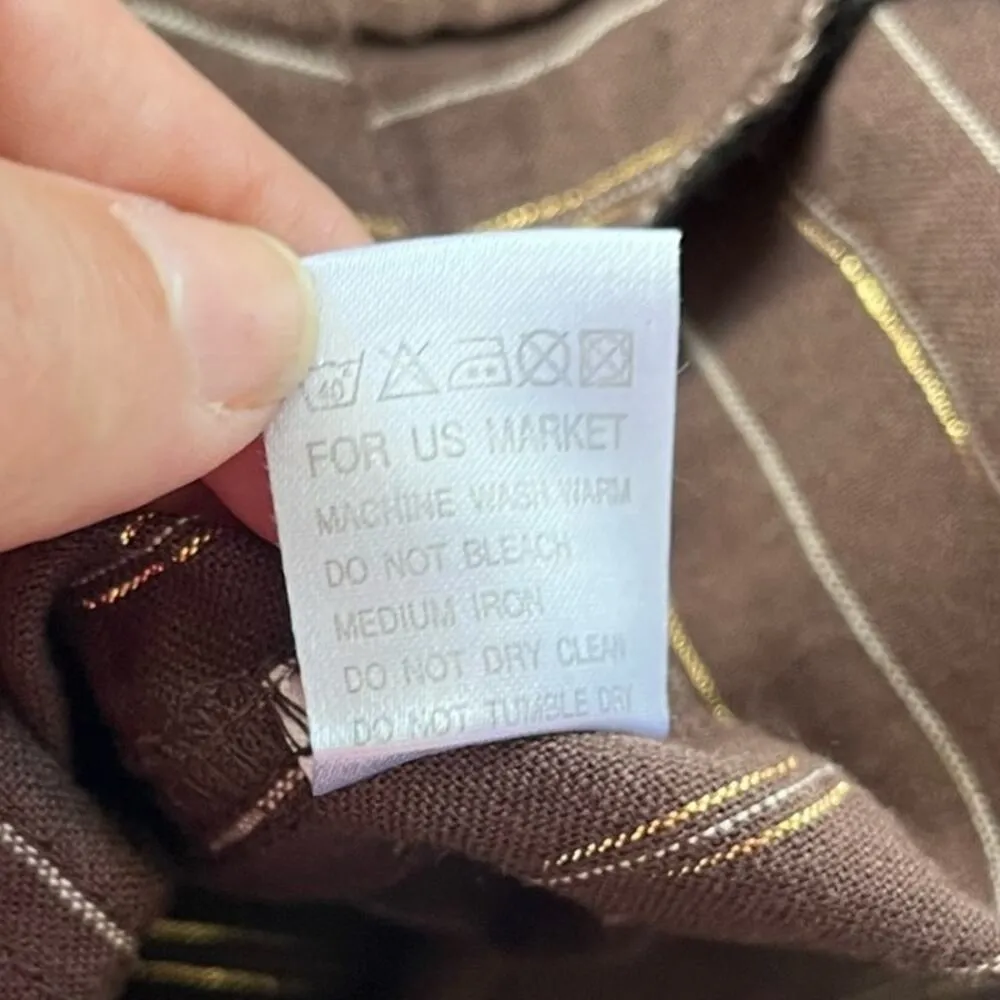 40°
FOR US MARKET
MACHINE WASH WARM
DO NOT BLEACH
MEDIUM IRON
DO NOT DRY CLEAN
DO NOT TUMBLE DRY